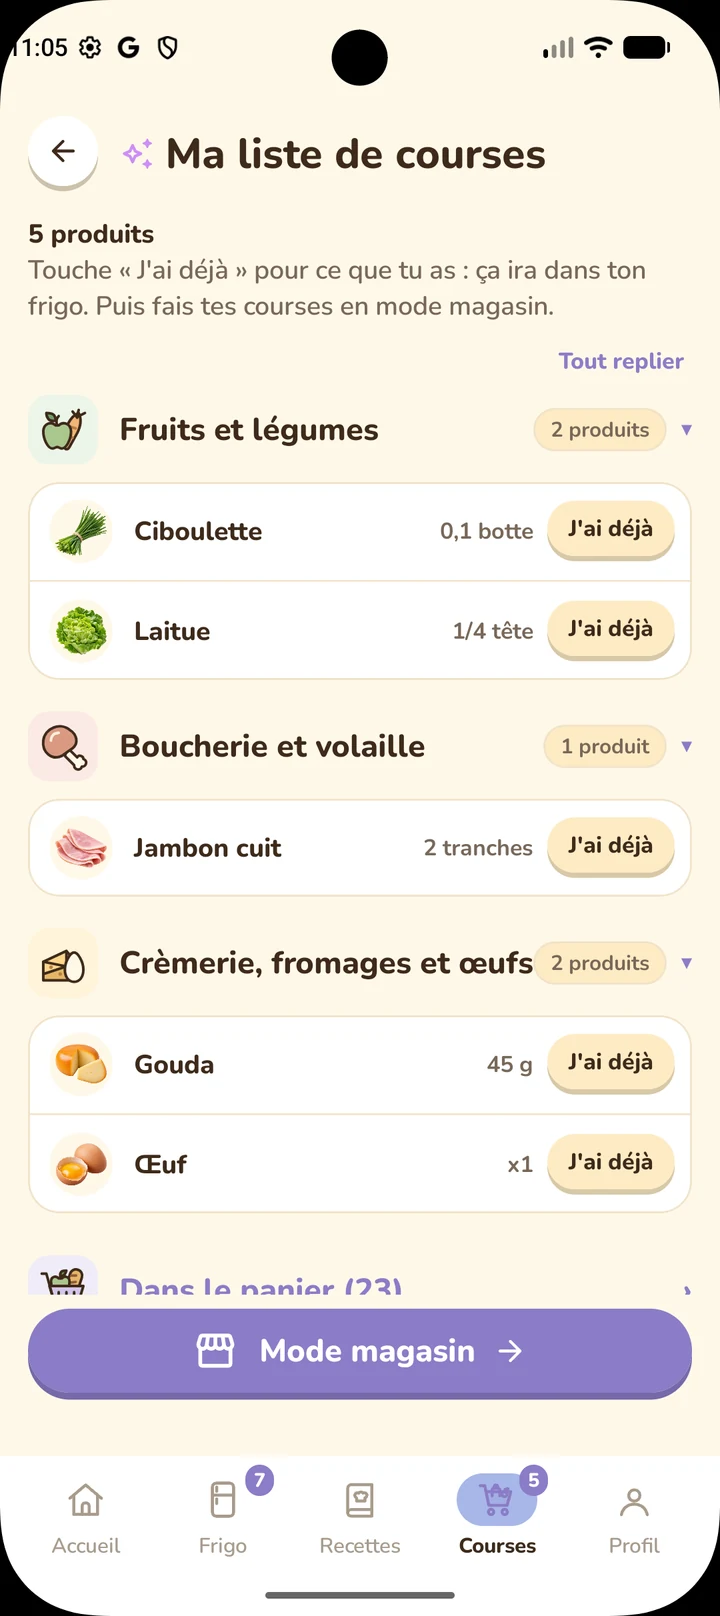 11:05
Ma liste de courses
5 produits
Touche « J'ai déjà » pour ce que tu as : ça ira dans ton
frigo. Puis fais tes courses en mode magasin.
Tout replier
Fruits et légumes
2 produits
Ciboulette
0,1 botte
J'ai déjà
Laitue
1/4 tête
J'ai déjà
Boucherie et volaille
1 produit
Jambon cuit
2 tranches
J'ai déjà
Crèmerie, fromages et œufs
2 produits
Gouda
45 g
J'ai déjà
Œuf
x1
J'ai déjà
Dans le panier (23)
Mode magasin
7
5
Accueil
Frigo
Recettes
Courses
Profil